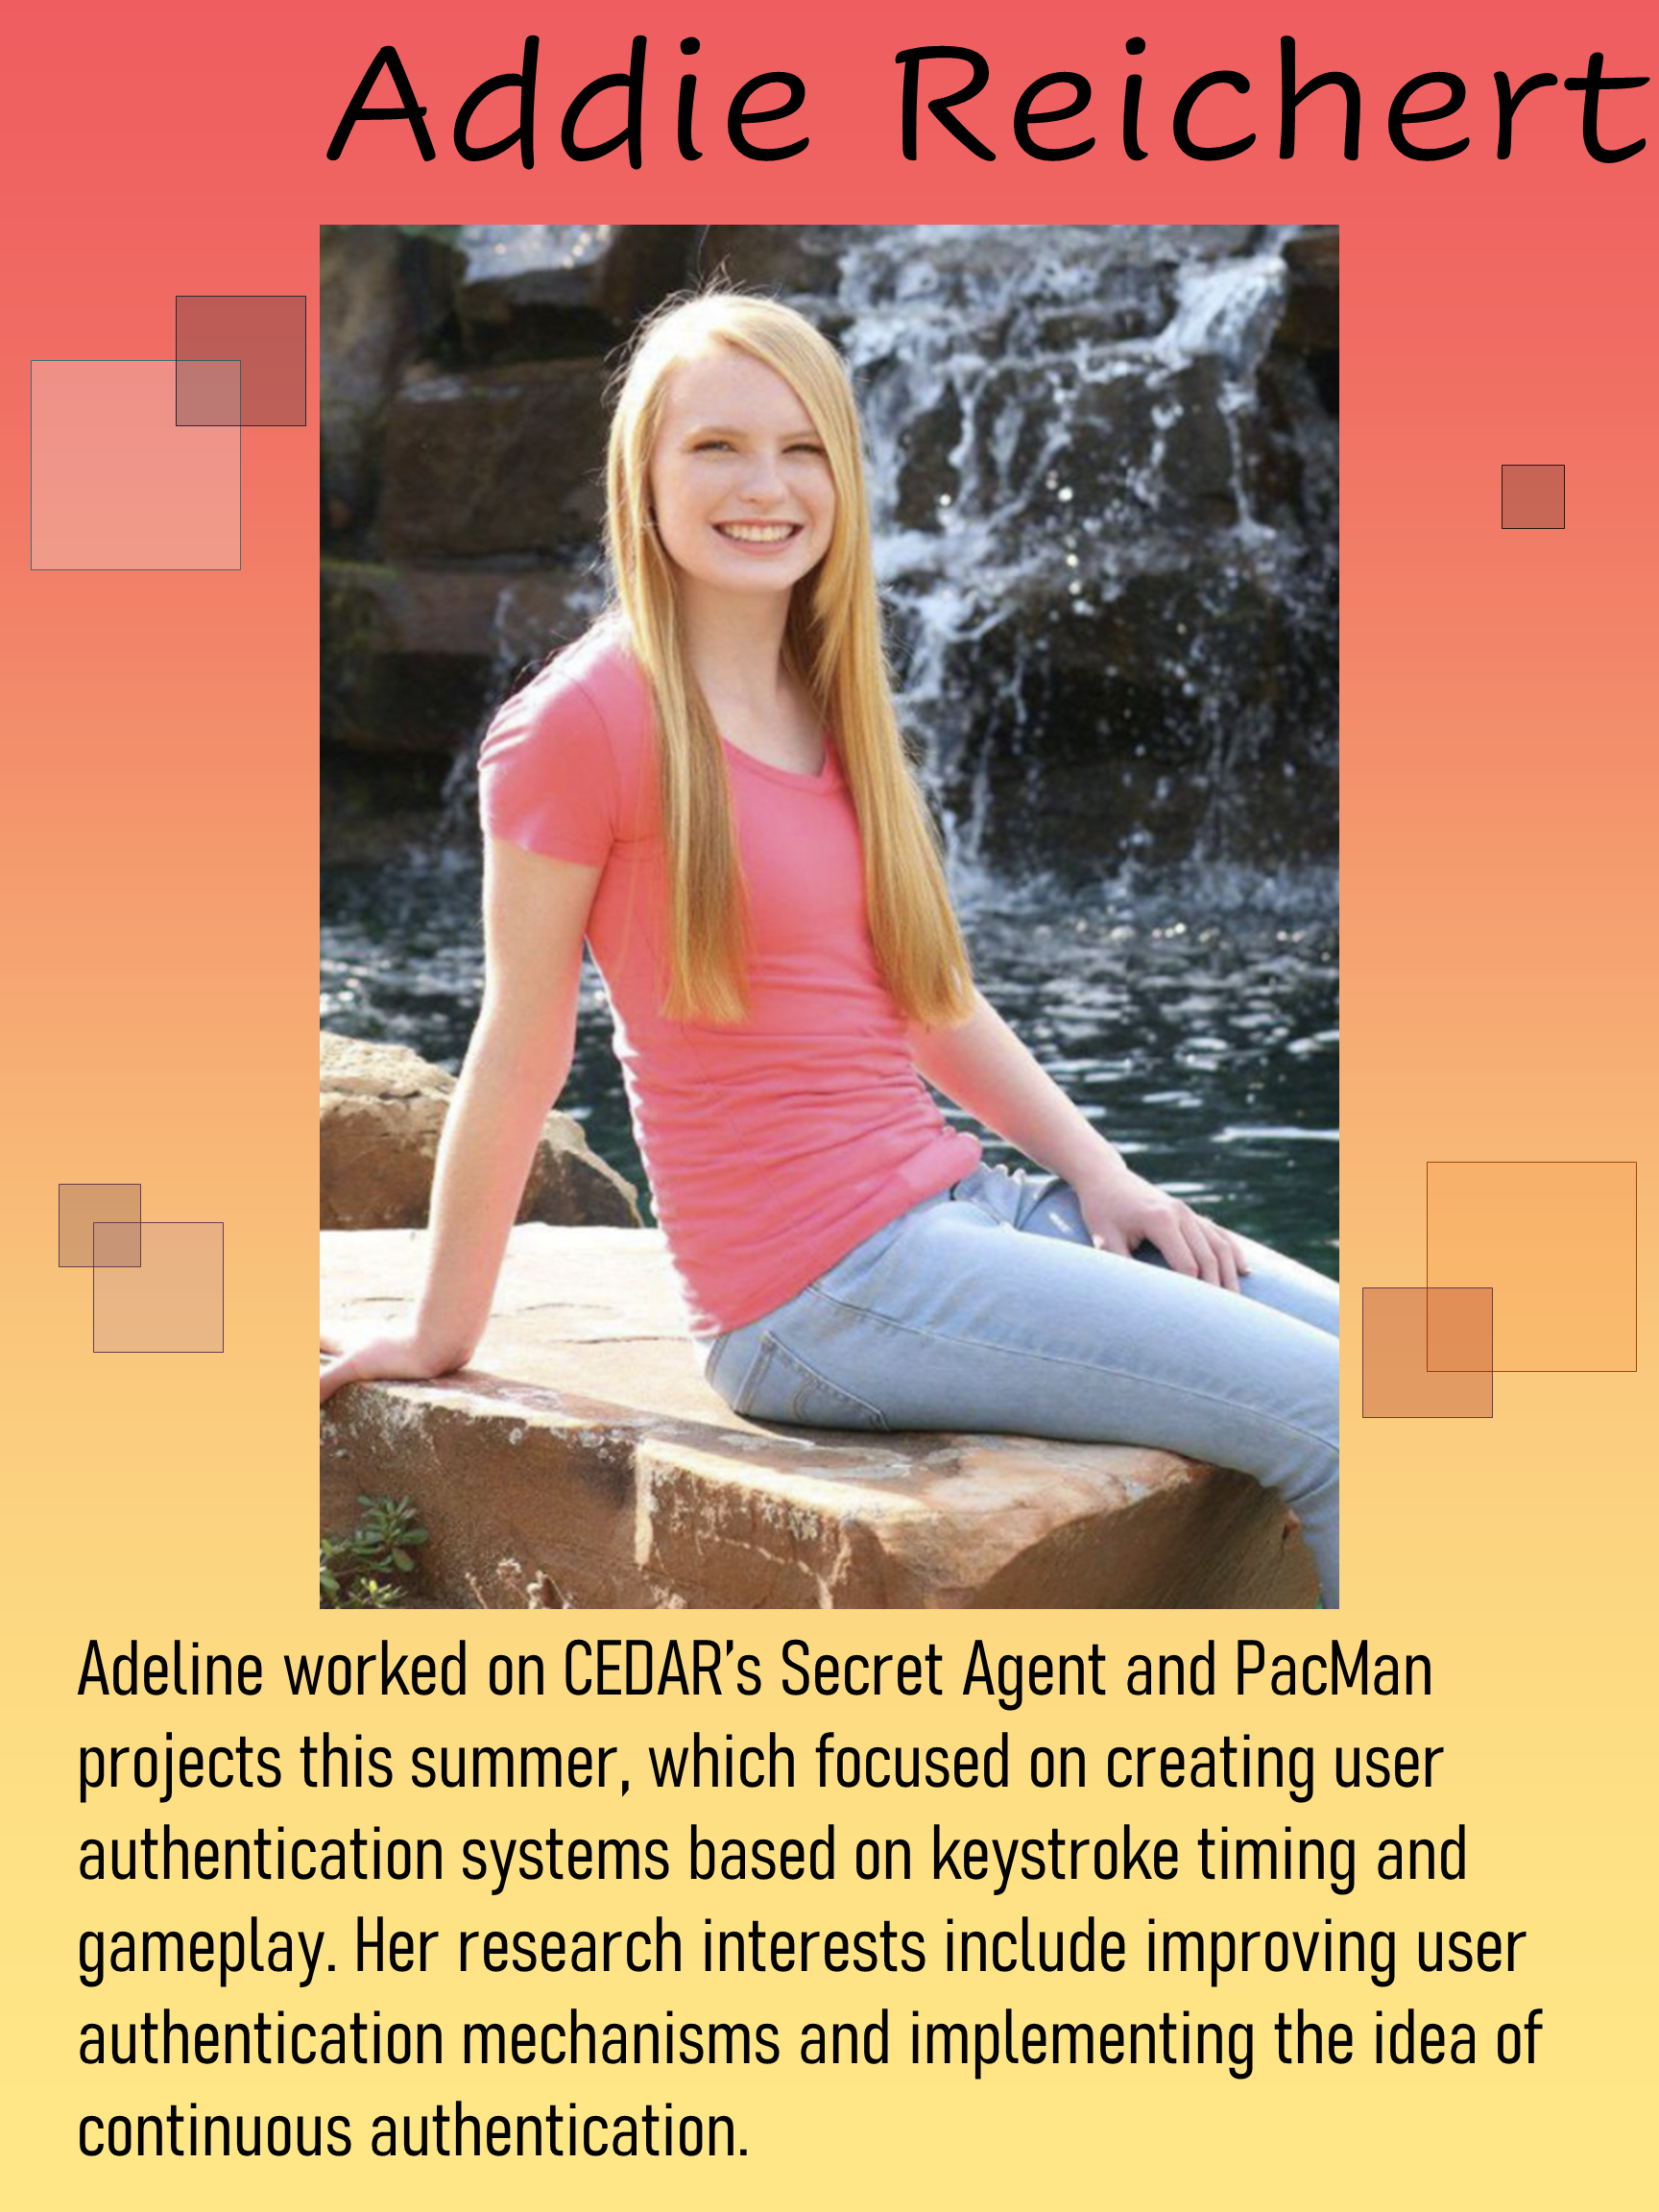 Addie Reichert
Adeline worked on CEDAR's Secret Agent and PacMan
projects this summer, which focused on creating user
authentication systems based on keystroke timing and
gameplay. Her research interests include improving user
authentication mechanisms and implementing the idea of
continuous authentication.